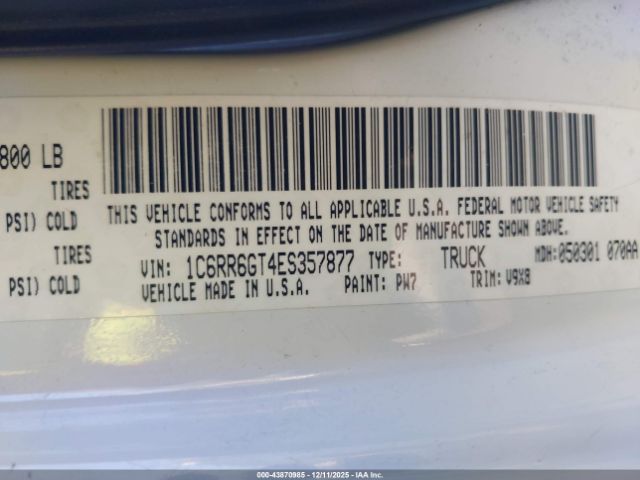 800 LB
TIRES
PSI) COLD
TIRES
PSI) COLD
THIS VEHICLE CONFORMS TO ALL APPLICABLE U.S.A. FEDERAL MOTOR VEHICLE SAFETY
STANDARDS IN EFFECT ON THE DATE OF MANUFACTURE SHOWN ABOVE.
VIN: 1C6RR6GT4ES357877 TYPE: TRUCK MDH:050301 070AA
VEHICLE MADE IN U.S.A. PAINT: PW7 TRIM: V9X8
000-43870985 - 12/11/2025 - IAAI.COM